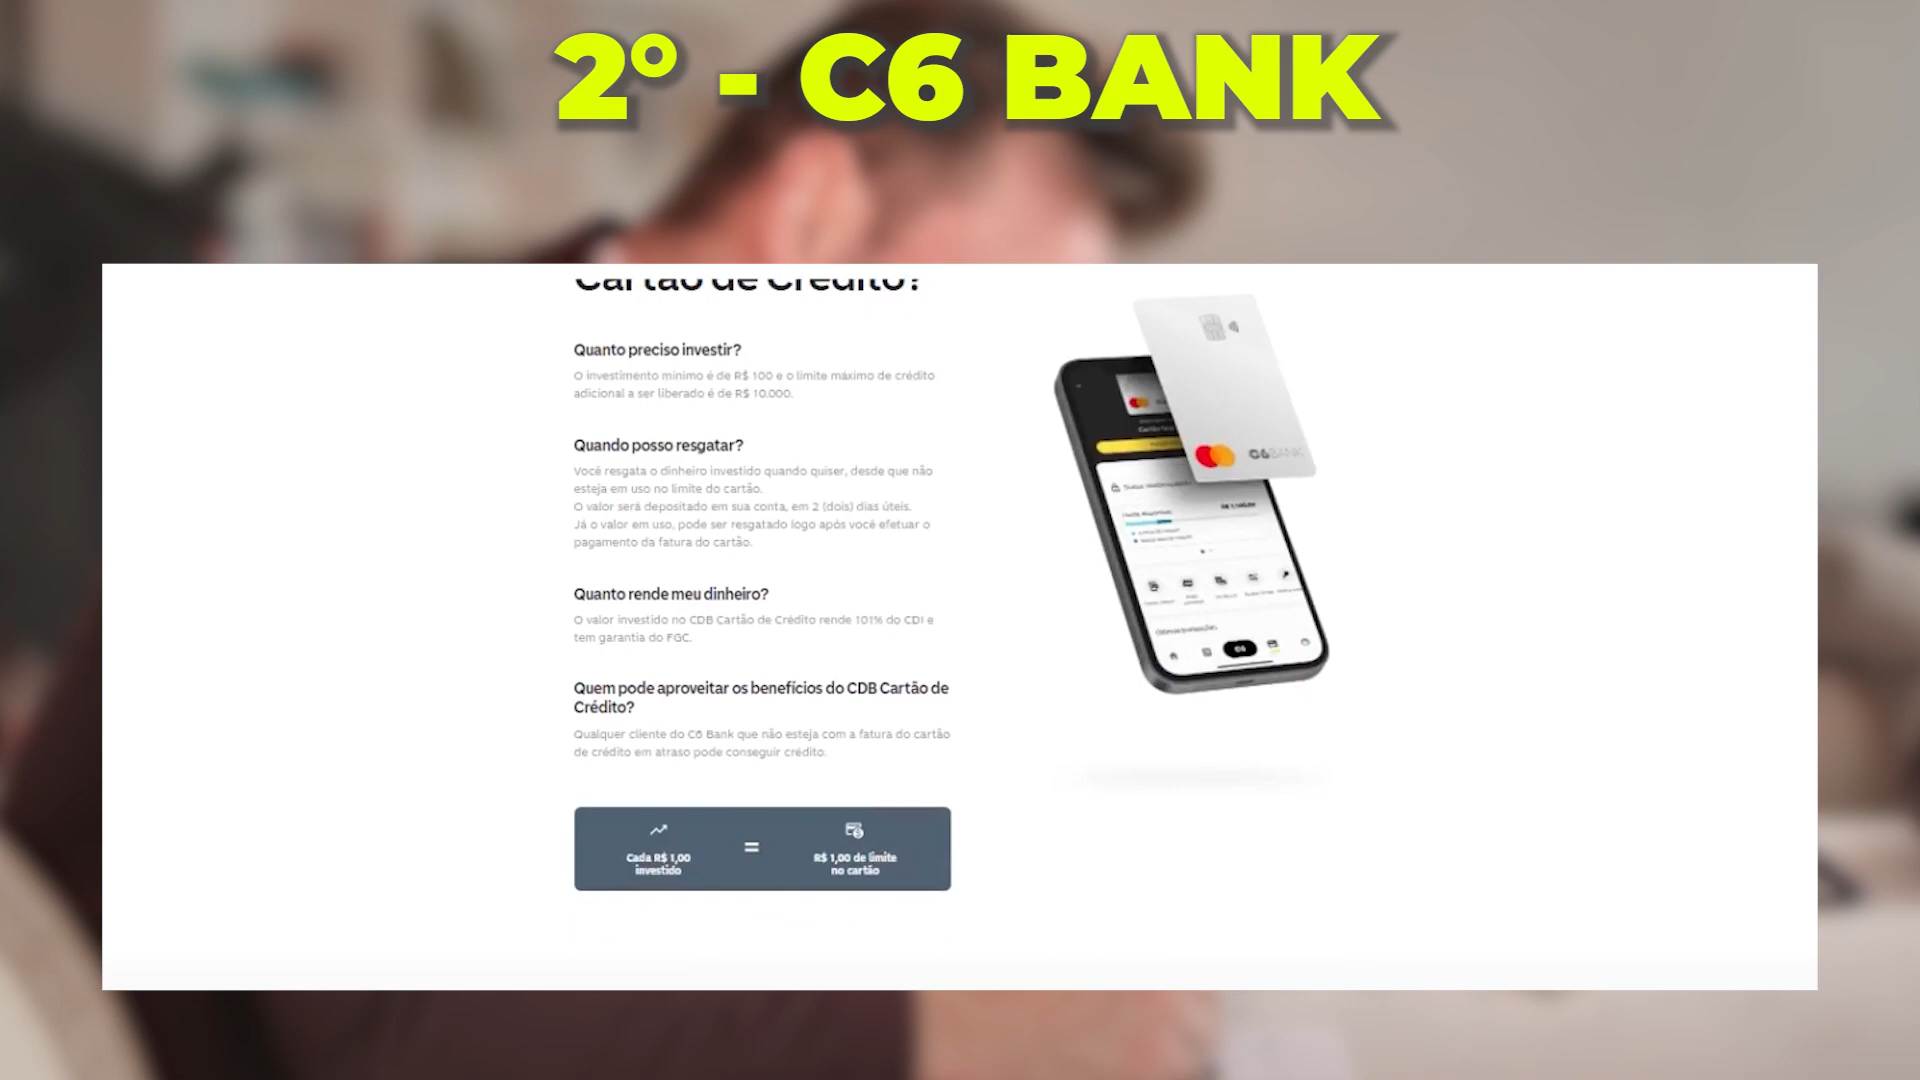 2° - C6 BANK
Cartão de Crédito?
Quanto preciso investir?
O investimento mínimo é de R$ 100 e o limite máximo de crédito
adicional a ser liberado é de R$ 10.000.
Quando posso resgatar?
Você resgata o dinheiro investido quando quiser, desde que não
esteja em uso no limite do cartão.
O valor será depositado em sua conta, em 2 (dois) dias úteis.
Já o valor em uso, pode ser resgatado logo após você efetuar o
pagamento da fatura do cartão.
Quanto rende meu dinheiro?
O valor investido no CDB Cartão de Crédito rende 101% do CDI e
tem garantia do FGC.
Quem pode aproveitar os benefícios do CDB Cartão de
Crédito?
Qualquer cliente do C6 Bank que não esteja com a fatura do cartão
de crédito em atraso pode conseguir crédito.
Cada R$ 1,00
investido
=
R$ 1,00 de limite
no cartão
C6BANK
C6